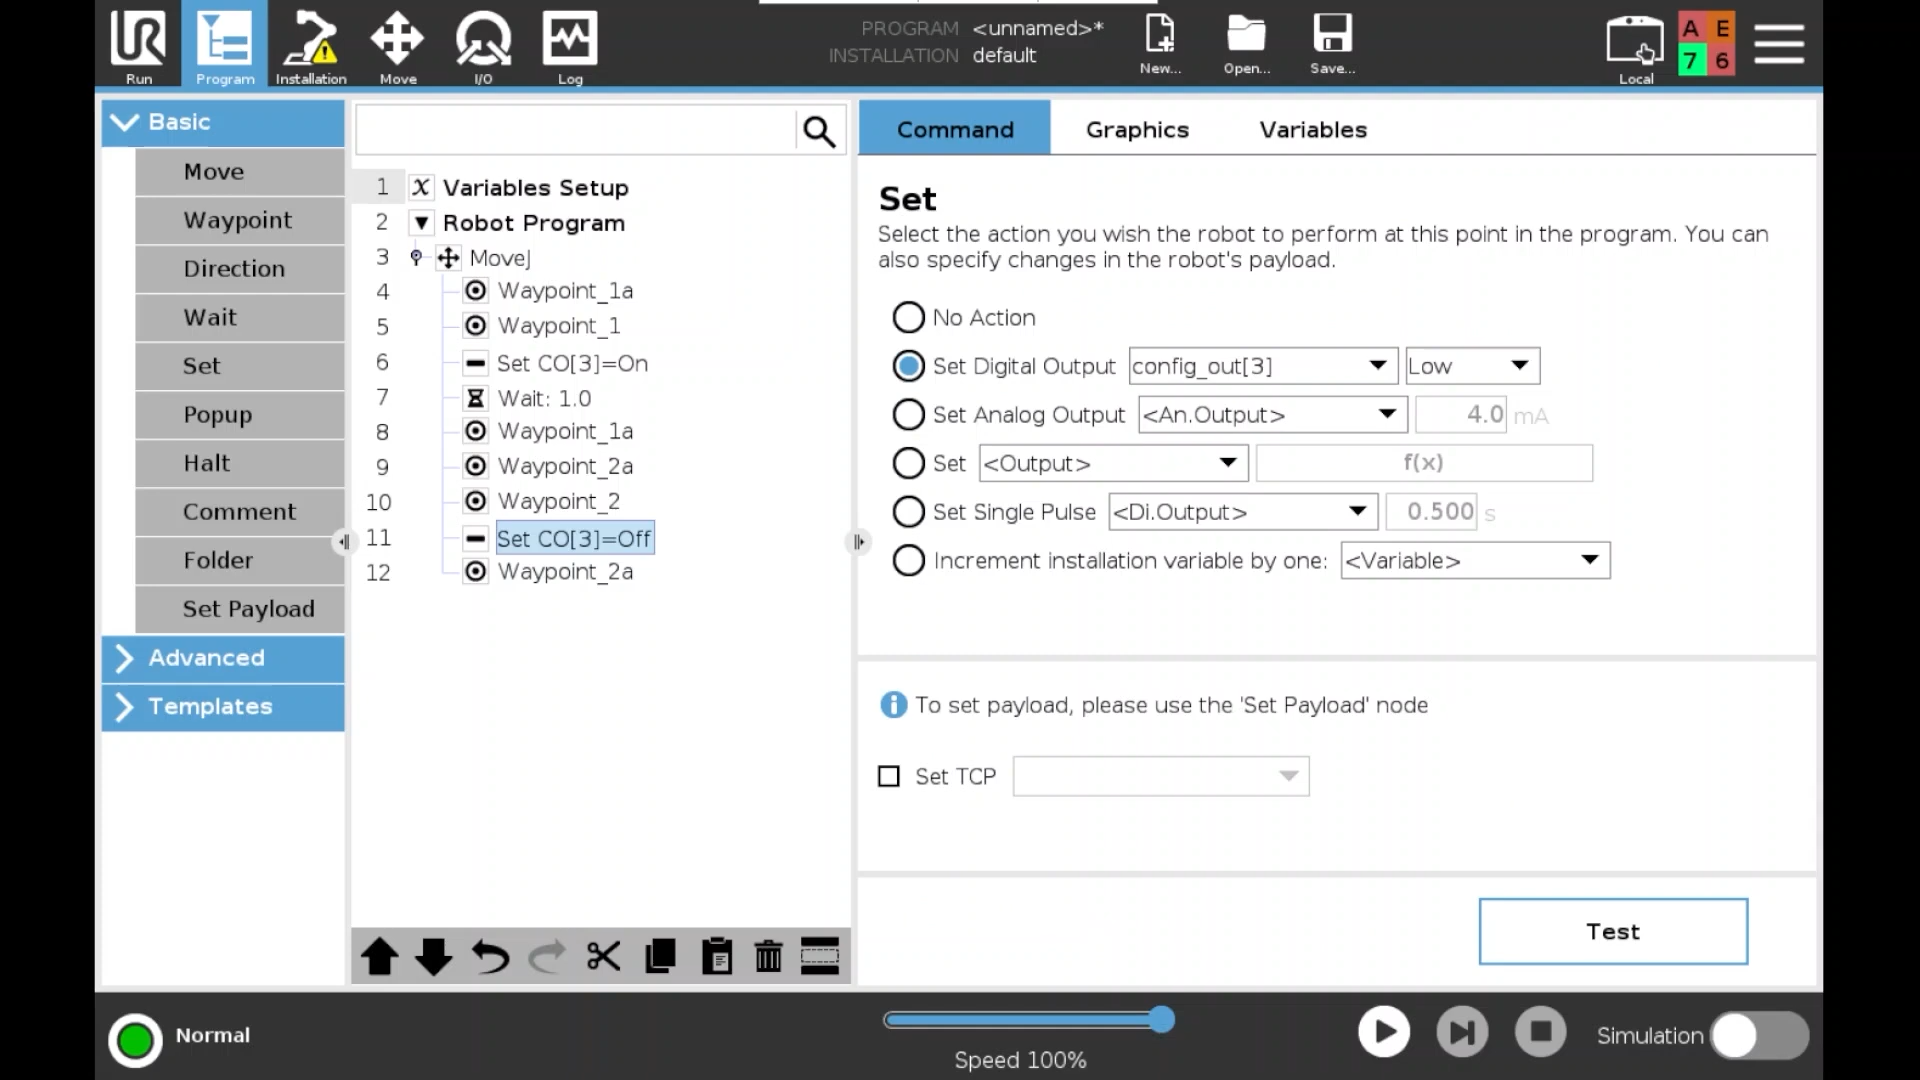 UR
Run
Program
Installation
Move
I/O
Log
PROGRAM <unnamed>*
INSTALLATION default
New...
Open...
Save...
Local
A E
7 6
Basic
Move
Waypoint
Direction
Wait
Set
Popup
Halt
Comment
Folder
Set Payload
Advanced
Templates
1 X Variables Setup
2 Robot Program
3 MoveJ
4 Waypoint_1a
5 Waypoint_1
6 Set CO[3]=On
7 Wait: 1.0
8 Waypoint_1a
9 Waypoint_2a
10 Waypoint_2
11 Set CO[3]=Off
12 Waypoint_2a
Command Graphics Variables
Set
Select the action you wish the robot to perform at this point in the program. You can
also specify changes in the robot's payload.
No Action
Set Digital Output config_out[3] Low
Set Analog Output <An.Output> 4.0 mA
Set <Output> f(x)
Set Single Pulse <Di.Output> 0.500 s
Increment installation variable by one: <Variable>
To set payload, please use the 'Set Payload' node
Set TCP
Test
Normal
Speed 100%
Simulation